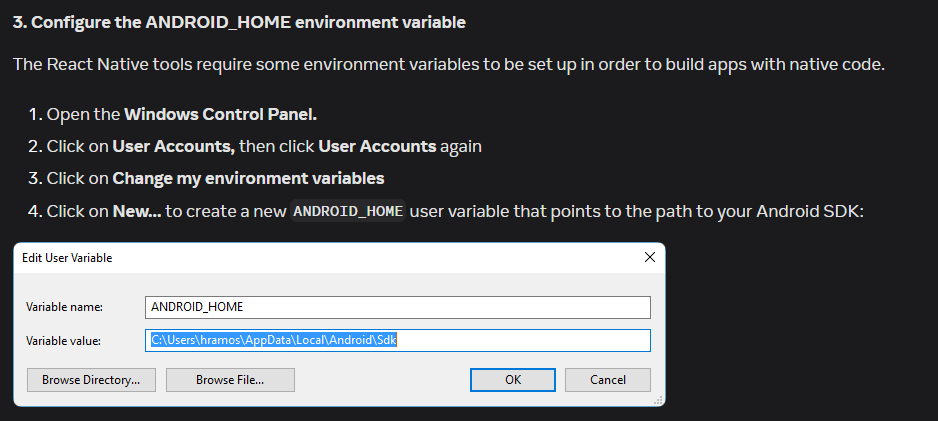 3. Configure the ANDROID_HOME environment variable
The React Native tools require some environment variables to be set up in order to build apps with native code.
1. Open the Windows Control Panel.
2. Click on User Accounts, then click User Accounts again
3. Click on Change my environment variables
4. Click on New... to create a new ANDROID_HOME user variable that points to the path to your Android SDK:
Edit User Variable
Variable name: ANDROID_HOME
Variable value: C:\Users\hramos\AppData\Local\Android\Sdk
Browse Directory... Browse File... OK Cancel